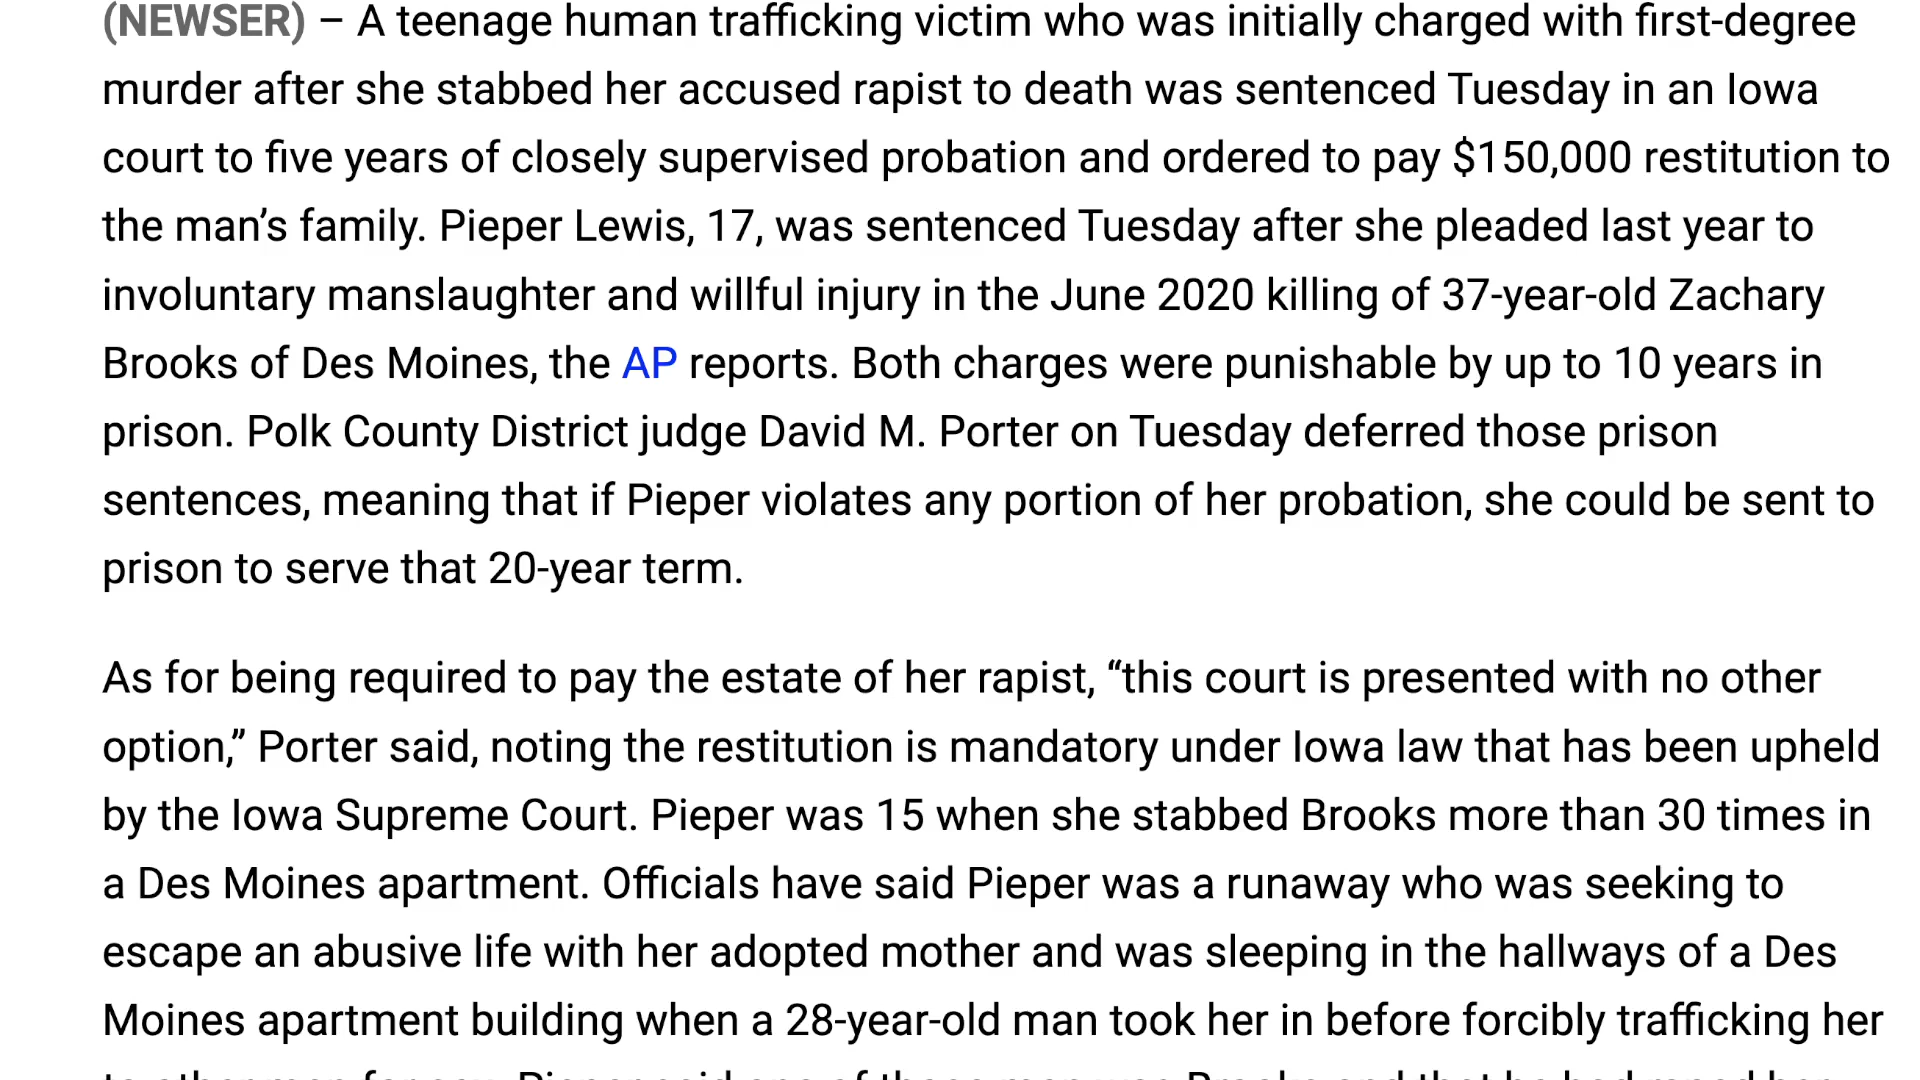 (NEWSER) – A teenage human trafficking victim who was initially charged with first-degree
murder after she stabbed her accused rapist to death was sentenced Tuesday in an Iowa
court to five years of closely supervised probation and ordered to pay $150,000 restitution to
the man’s family. Pieper Lewis, 17, was sentenced Tuesday after she pleaded last year to
involuntary manslaughter and willful injury in the June 2020 killing of 37-year-old Zachary
Brooks of Des Moines, the AP reports. Both charges were punishable by up to 10 years in
prison. Polk County District judge David M. Porter on Tuesday deferred those prison
sentences, meaning that if Pieper violates any portion of her probation, she could be sent to
prison to serve that 20-year term.
As for being required to pay the estate of her rapist, “this court is presented with no other
option,” Porter said, noting the restitution is mandatory under Iowa law that has been upheld
by the Iowa Supreme Court. Pieper was 15 when she stabbed Brooks more than 30 times in
a Des Moines apartment. Officials have said Pieper was a runaway who was seeking to
escape an abusive life with her adopted mother and was sleeping in the hallways of a Des
Moines apartment building when a 28-year-old man took her in before forcibly trafficking her